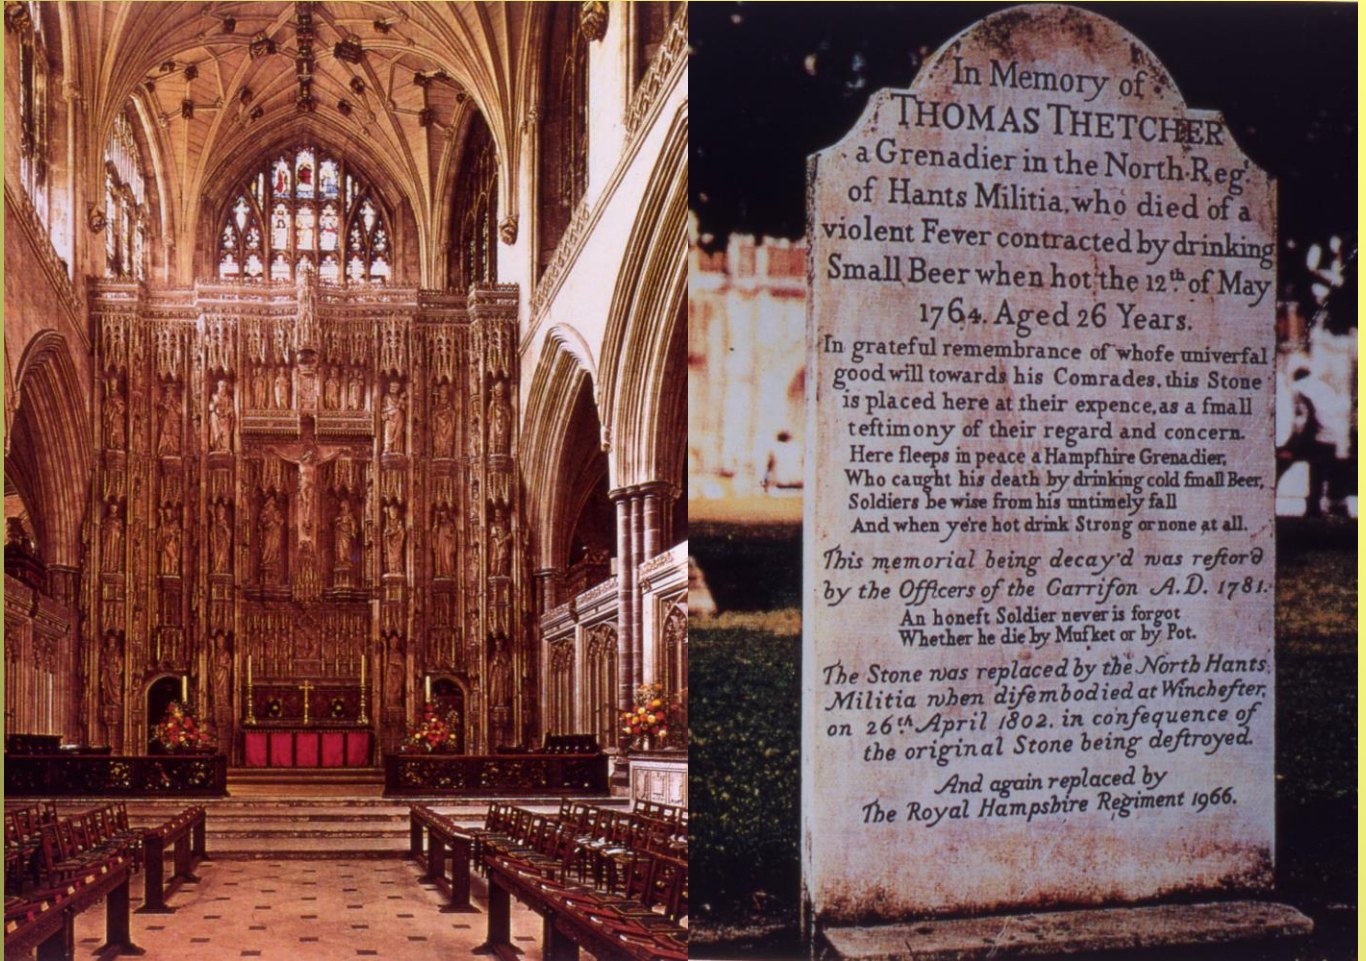 In Memory of
THOMAS THETCHER
a Grenadier in the North Reg.
of Hants Militia, who died of a
violent Fever contracted by drinking
Small Beer when hot the 12th of May
1764. Aged 26 Years.
In grateful remembrance of whofe univerfal
good will towards his Comrades, this Stone
is placed here at their expence, as a fmall
teftimony of their regard and concern.
Here fleeps in peace a Hampfhire Grenadier,
Who caught his death by drinking cold fmall Beer,
Soldiers be wise from his untimely fall
And when ye're hot drink Strong or none at all.
This memorial being decay'd was reftor'd
by the Officers of the Garrifon A.D. 1781.
An honeft Soldier never is forgot
Whether he die by Mufket or by Pot.
The Stone was replaced by the North Hants
Militia when difembodied at Winchefter,
on 26th April 1802. in confequence of
the original Stone being deftroyed.
And again replaced by
The Royal Hampshire Regiment 1966.